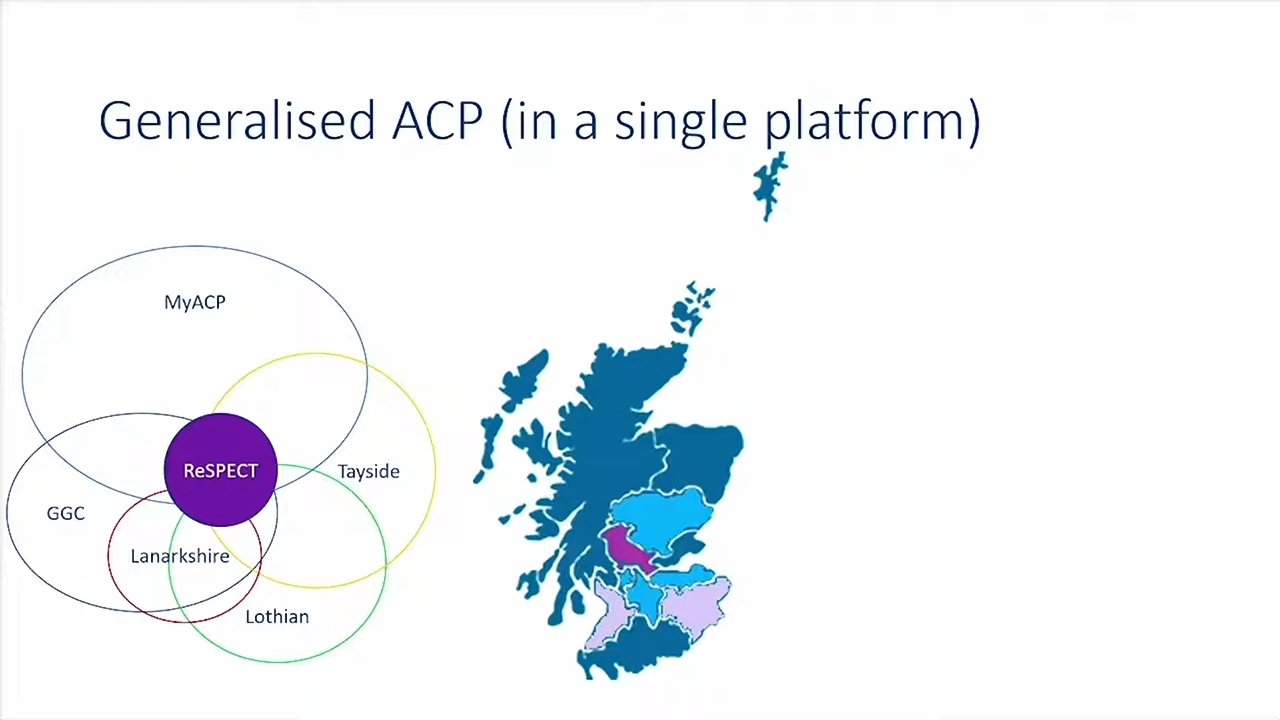 Generalised ACP (in a single platform)
MyACP
ReSPECT
Tayside
GGC
Lanarkshire
Lothian